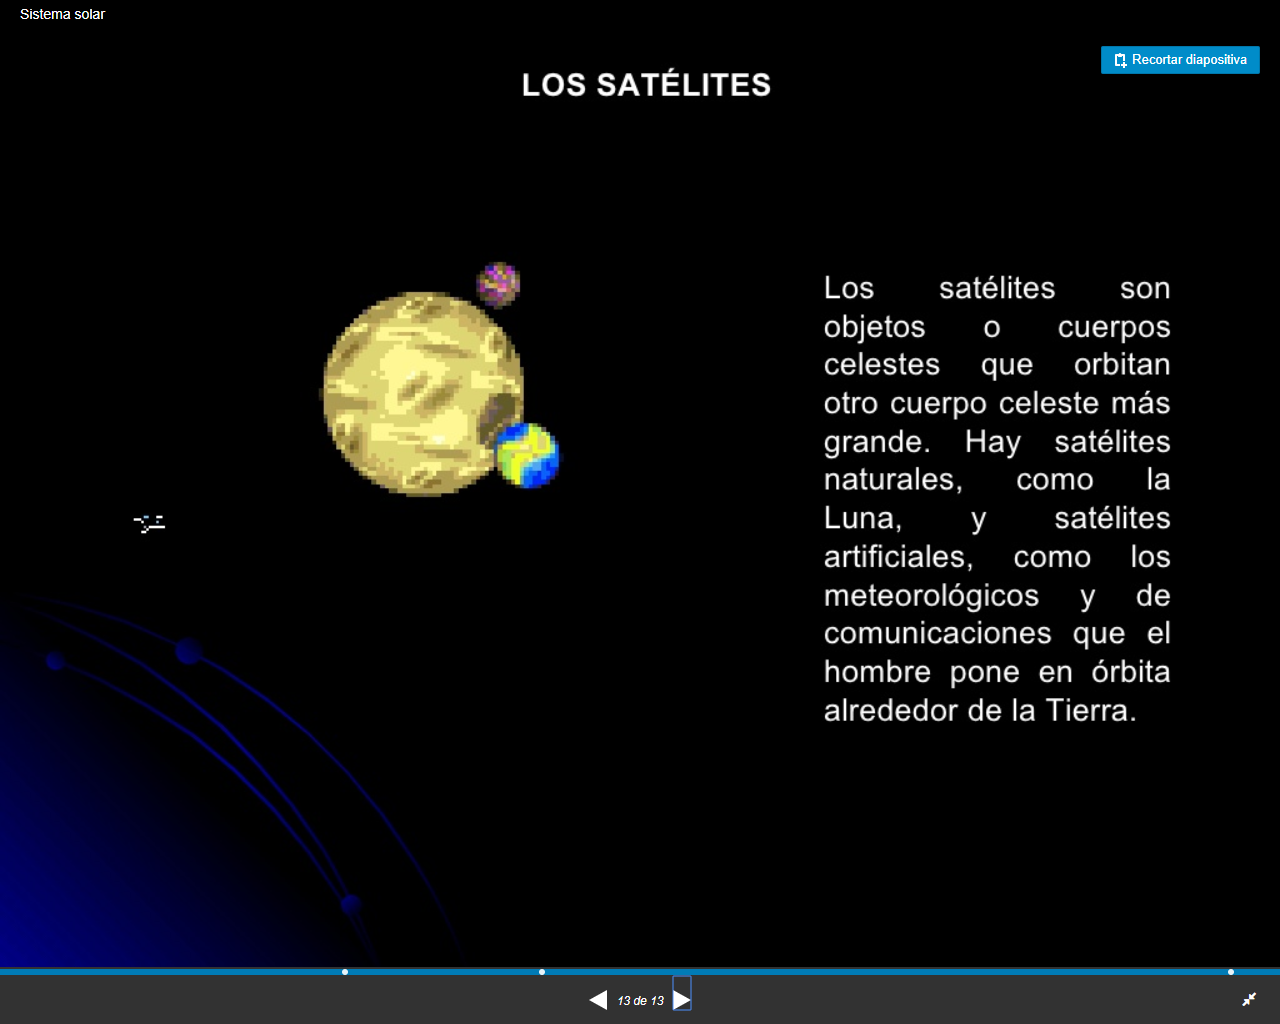 Sistema solar
Recortar diapositiva
LOS SATÉLITES
Los satélites son
objetos o cuerpos
celestes que orbitan
otro cuerpo celeste más
grande. Hay satélites
naturales, como la
Luna, y satélites
artificiales, como los
meteorológicos y de
comunicaciones que el
hombre pone en órbita
alrededor de la Tierra.
13 de 13